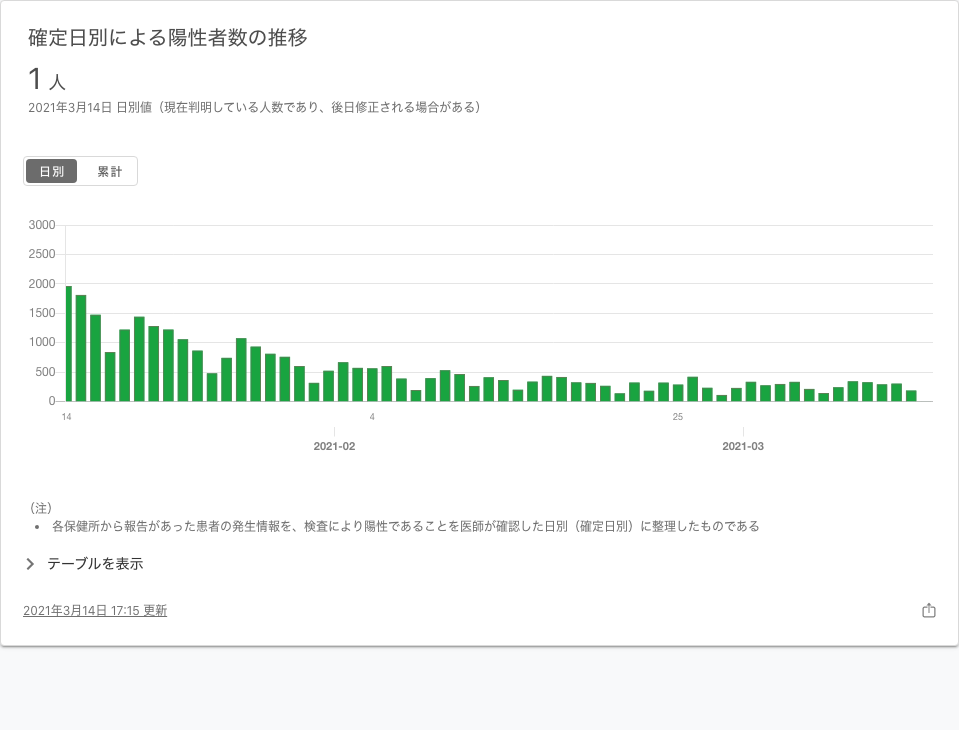 確定日別による陽性者数の推移
1 人
2021年3月14日 日別値（現在判明している人数であり、後日修正される場合がある）
日別 累計
3000
2500
2000
1500
1000
500
0
14 4 25
2021-02 2021-03
（注）
• 各保健所から報告があった患者の発生情報を、検査により陽性であることを医師が確認した日別（確定日別）に整理したものである
テーブルを表示
2021年3月14日 17:15 更新